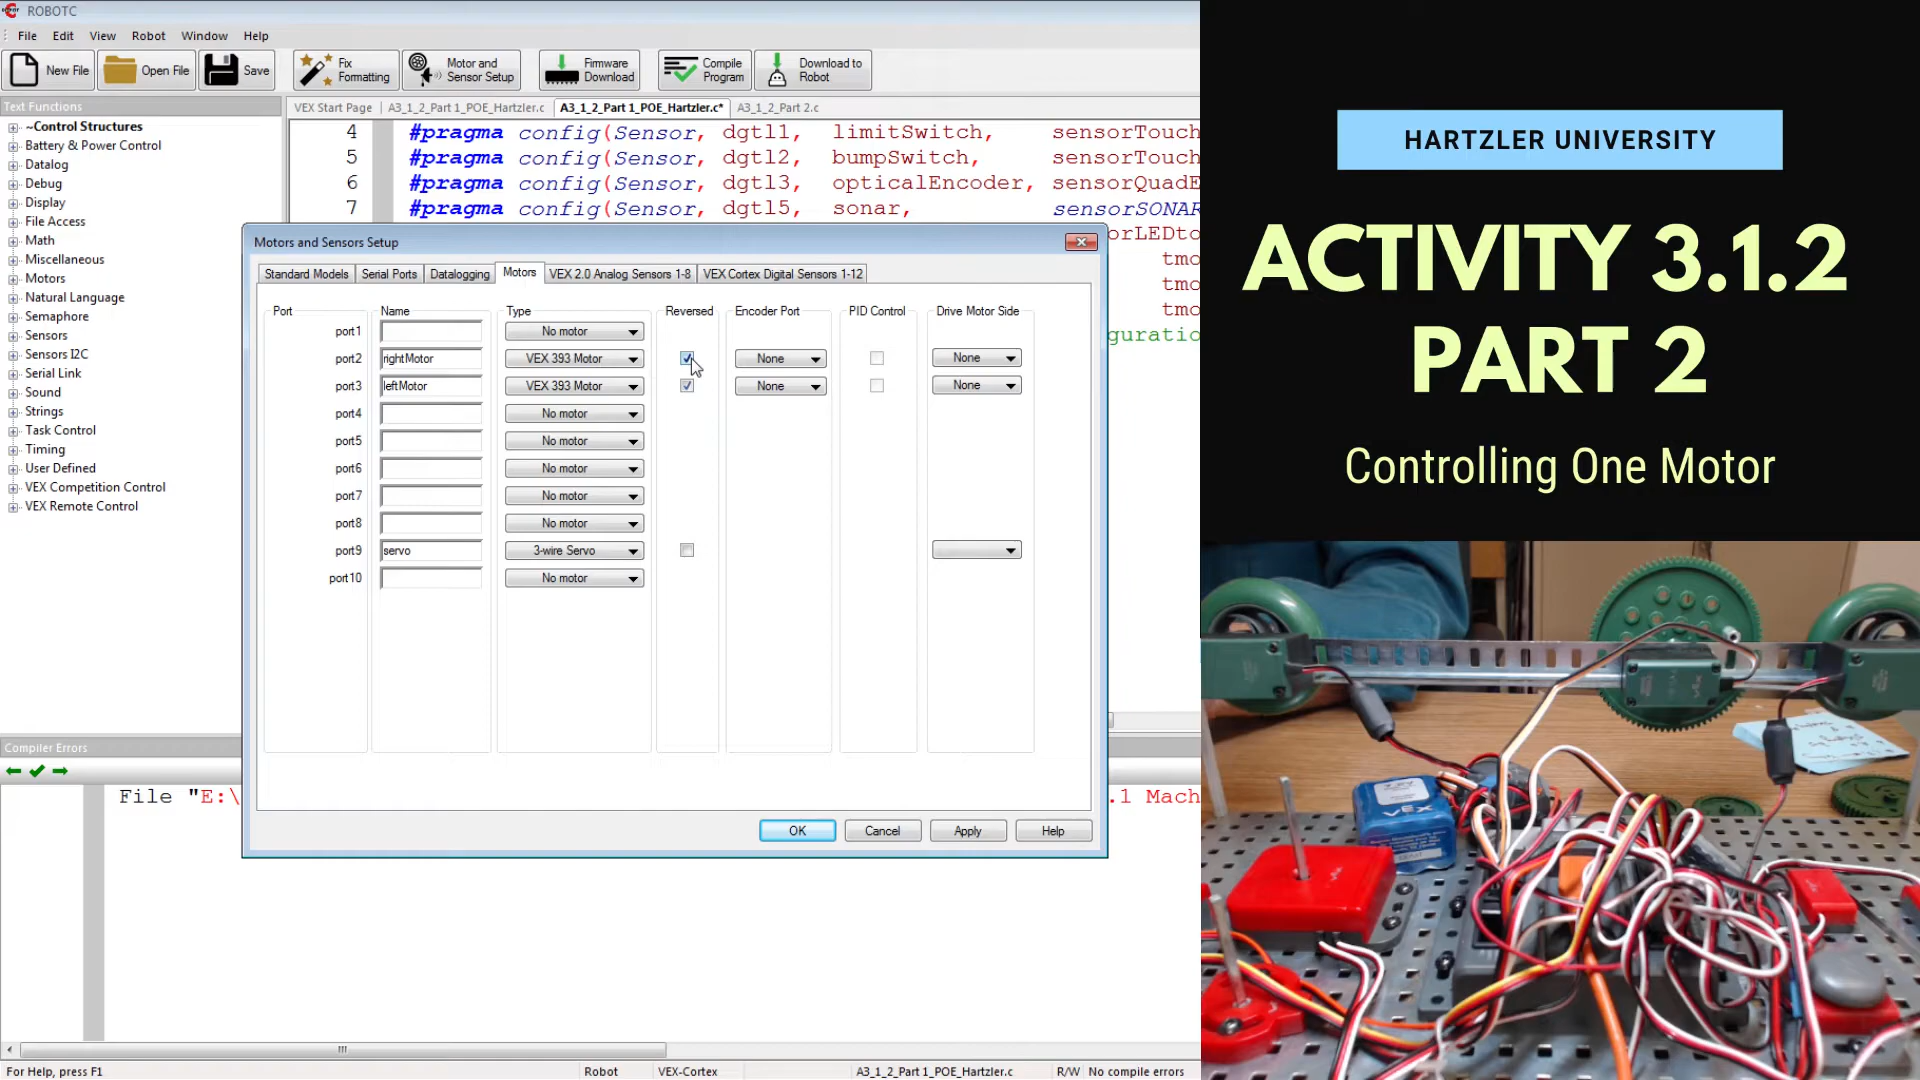 ROBOTC
File Edit View Robot Window Help
New File Open File Save Fix Formatting Motor and Sensor Setup Firmware Download Compile Program Download to Robot
Text Functions
~Control Structures
Battery & Power Control
Datalog
Debug
Display
File Access
Math
Miscellaneous
Motors
Natural Language
Semaphore
Sensors
Sensors I2C
Serial Link
Sound
Strings
Task Control
Timing
User Defined
VEX Competition Control
VEX Remote Control
VEX Start Page A3_1_2_Part 1_POE_Hartzler.c A3_1_2_Part 1_POE_Hartzler.c* A3_1_2_Part 2.c
4 #pragma config(Sensor, dgtl1, limitSwitch, sensorTouch
5 #pragma config(Sensor, dgtl2, bumpSwitch, sensorTouch
6 #pragma config(Sensor, dgtl3, opticalEncoder, sensorQuadE
7 #pragma config(Sensor, dgtl5, sonar, sensorSONAR
orLEDto
tmo
tmo
tmo
guratio
Motors and Sensors Setup
Standard Models Serial Ports Datalogging Motors VEX 2.0 Analog Sensors 1-8 VEX Cortex Digital Sensors 1-12
Port Name Type Reversed Encoder Port PID Control Drive Motor Side
port1 No motor
port2 rightMotor VEX 393 Motor None None
port3 leftMotor VEX 393 Motor None None
port4 No motor
port5 No motor
port6 No motor
port7 No motor
port8 No motor
port9 servo 3-wire Servo
port10 No motor
OK Cancel Apply Help
Compiler Errors
File "E:\ .1 Mach
For Help, press F1 Robot VEX-Cortex A3_1_2_Part 1_POE_Hartzler.c R/W No compile errors
HARTZLER UNIVERSITY
ACTIVITY 3.1.2
PART 2
Controlling One Motor
VEX